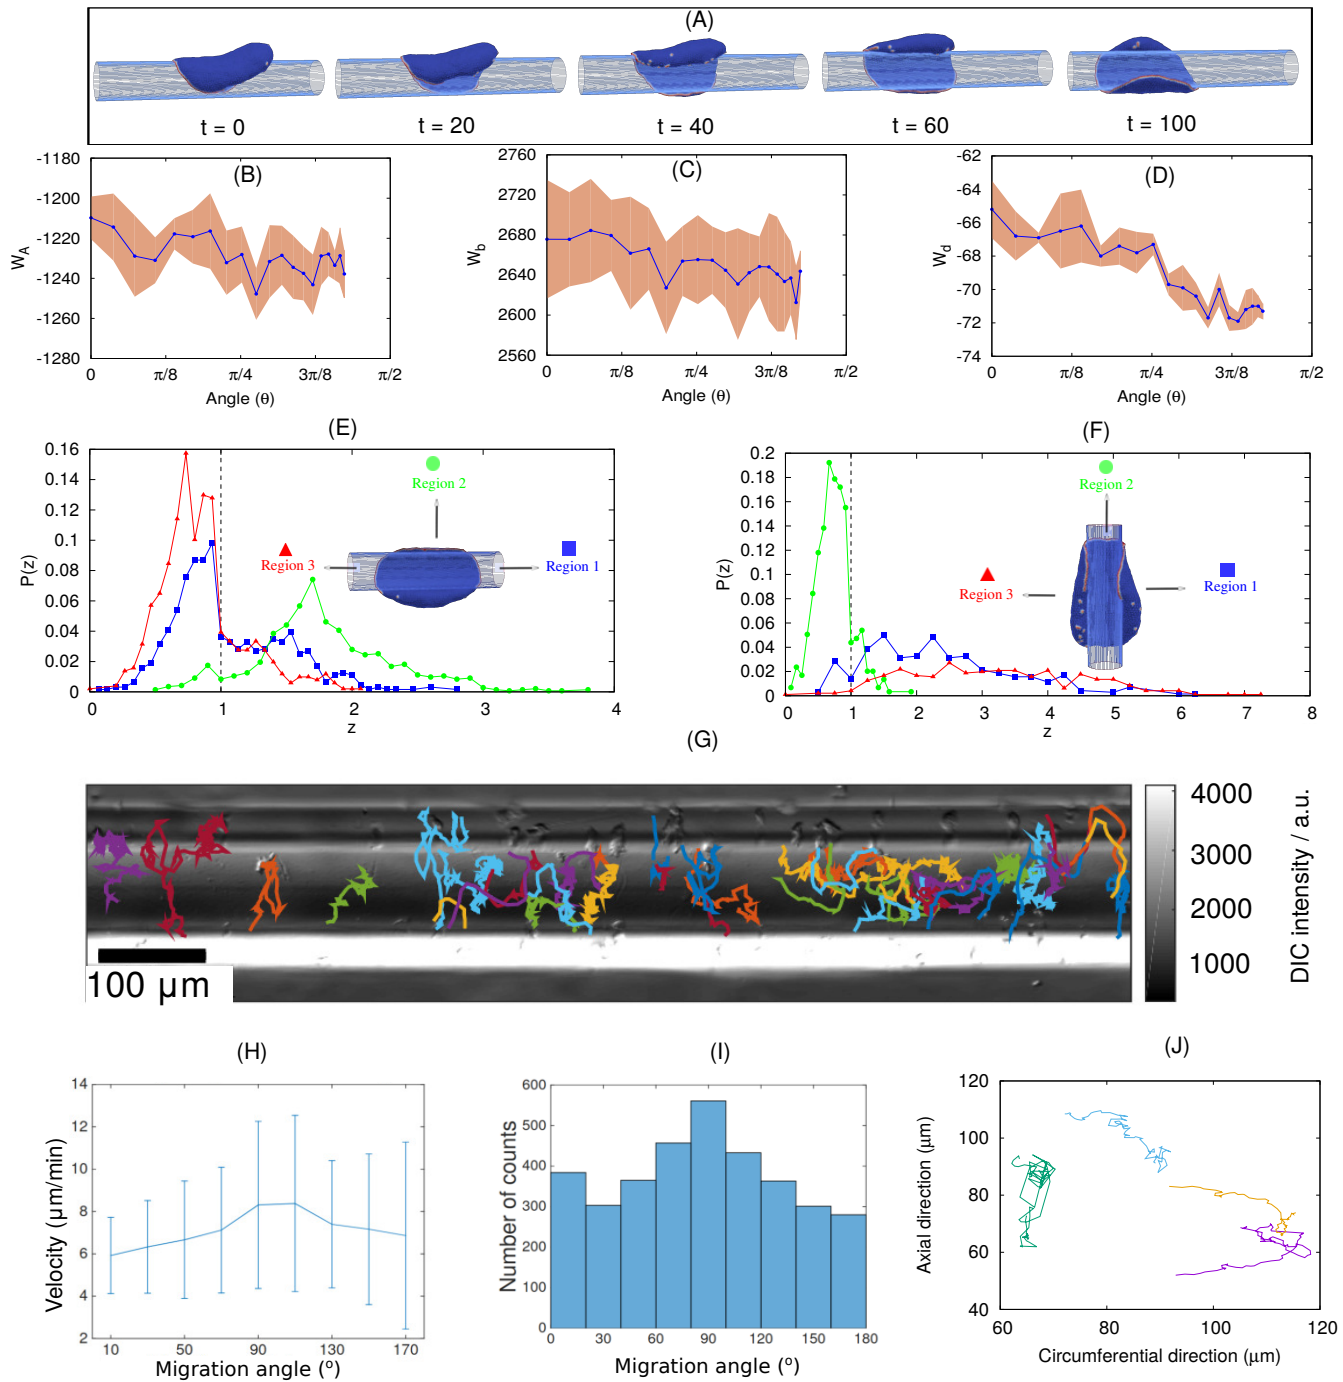 (A)
t = 0
t = 20
t = 40
t = 60
t = 100
(B)
-1180
-1200
-1220
-1240
-1260
-1280
W_A
0
π/8
π/4
3π/8
π/2
Angle (θ)
(C)
2760
2720
2680
2640
2600
2560
W_b
0
π/8
π/4
3π/8
π/2
Angle (θ)
(D)
-62
-64
-66
-68
-70
-72
-74
W_d
0
π/8
π/4
3π/8
π/2
Angle (θ)
(E)
0.16
0.12
0.08
0.04
0.02
0
0.1
0.06
P(z)
Region 2
Region 3
Region 1
0
1
2
3
4
z
(F)
0.2
0.18
0.16
0.14
0.12
0.1
0.08
0.06
0.04
0.02
0
P(z)
Region 2
Region 3
Region 1
0
1
2
3
4
5
6
7
8
z
(G)
100 µm
4000
3000
2000
1000
DIC intensity / a.u.
(H)
14
12
10
8
6
4
2
Velocity (µm/min)
10
50
90
130
170
Migration angle (°)
(I)
600
500
400
300
200
100
0
Number of counts
0
30
60
90
120
150
180
Migration angle (°)
(J)
120
100
80
60
40
Axial direction (µm)
60
80
100
120
Circumferential direction (µm)